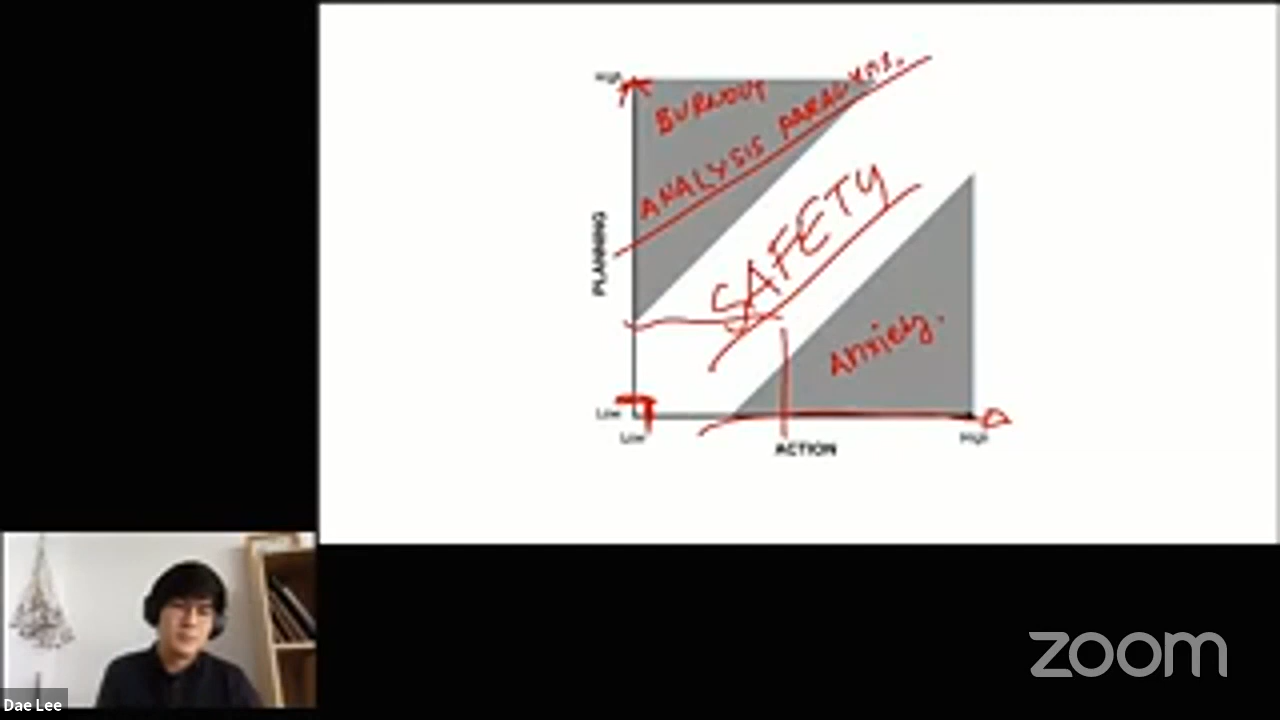 High
BURNOUT
ANALYSIS PARALYSIS.
SAFETY
PLANNING
Anxiety.
Low
Low
High
ACTION
zoom
Dae Lee